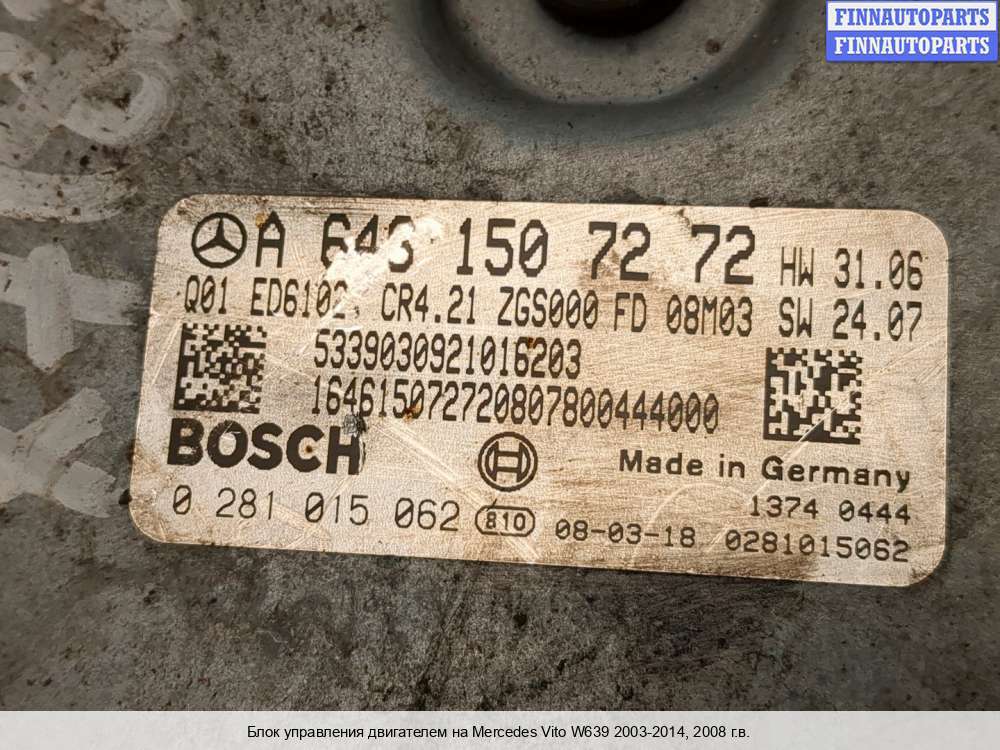 FINNAUTOPARTS
FINNAUTOPARTS
A 646 150 72 72 HW 31.06
Q01 ED6102, CR4.21 ZGS000 FD 08M03 SW 24.07
5339030921016203
16461507272080780044​4000
BOSCH
Made in Germany
0 281 015 062 810 08-03-18
1374 0444
0281015062
Блок управления двигателем на Mercedes Vito W639 2003-2014, 2008 г.в.